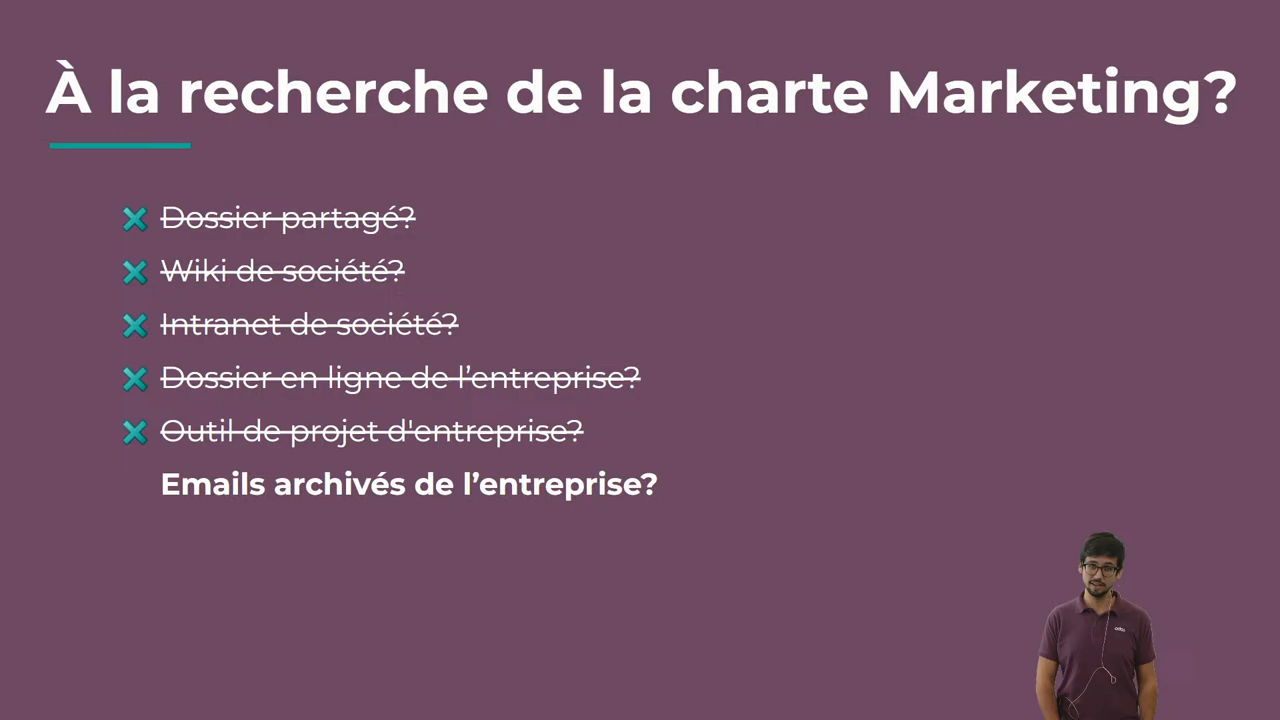 À la recherche de la charte Marketing?
Dossier partagé?
Wiki de société?
Intranet de société?
Dossier en ligne de l’entreprise?
Outil de projet d'entreprise?
Emails archivés de l’entreprise?
odoo